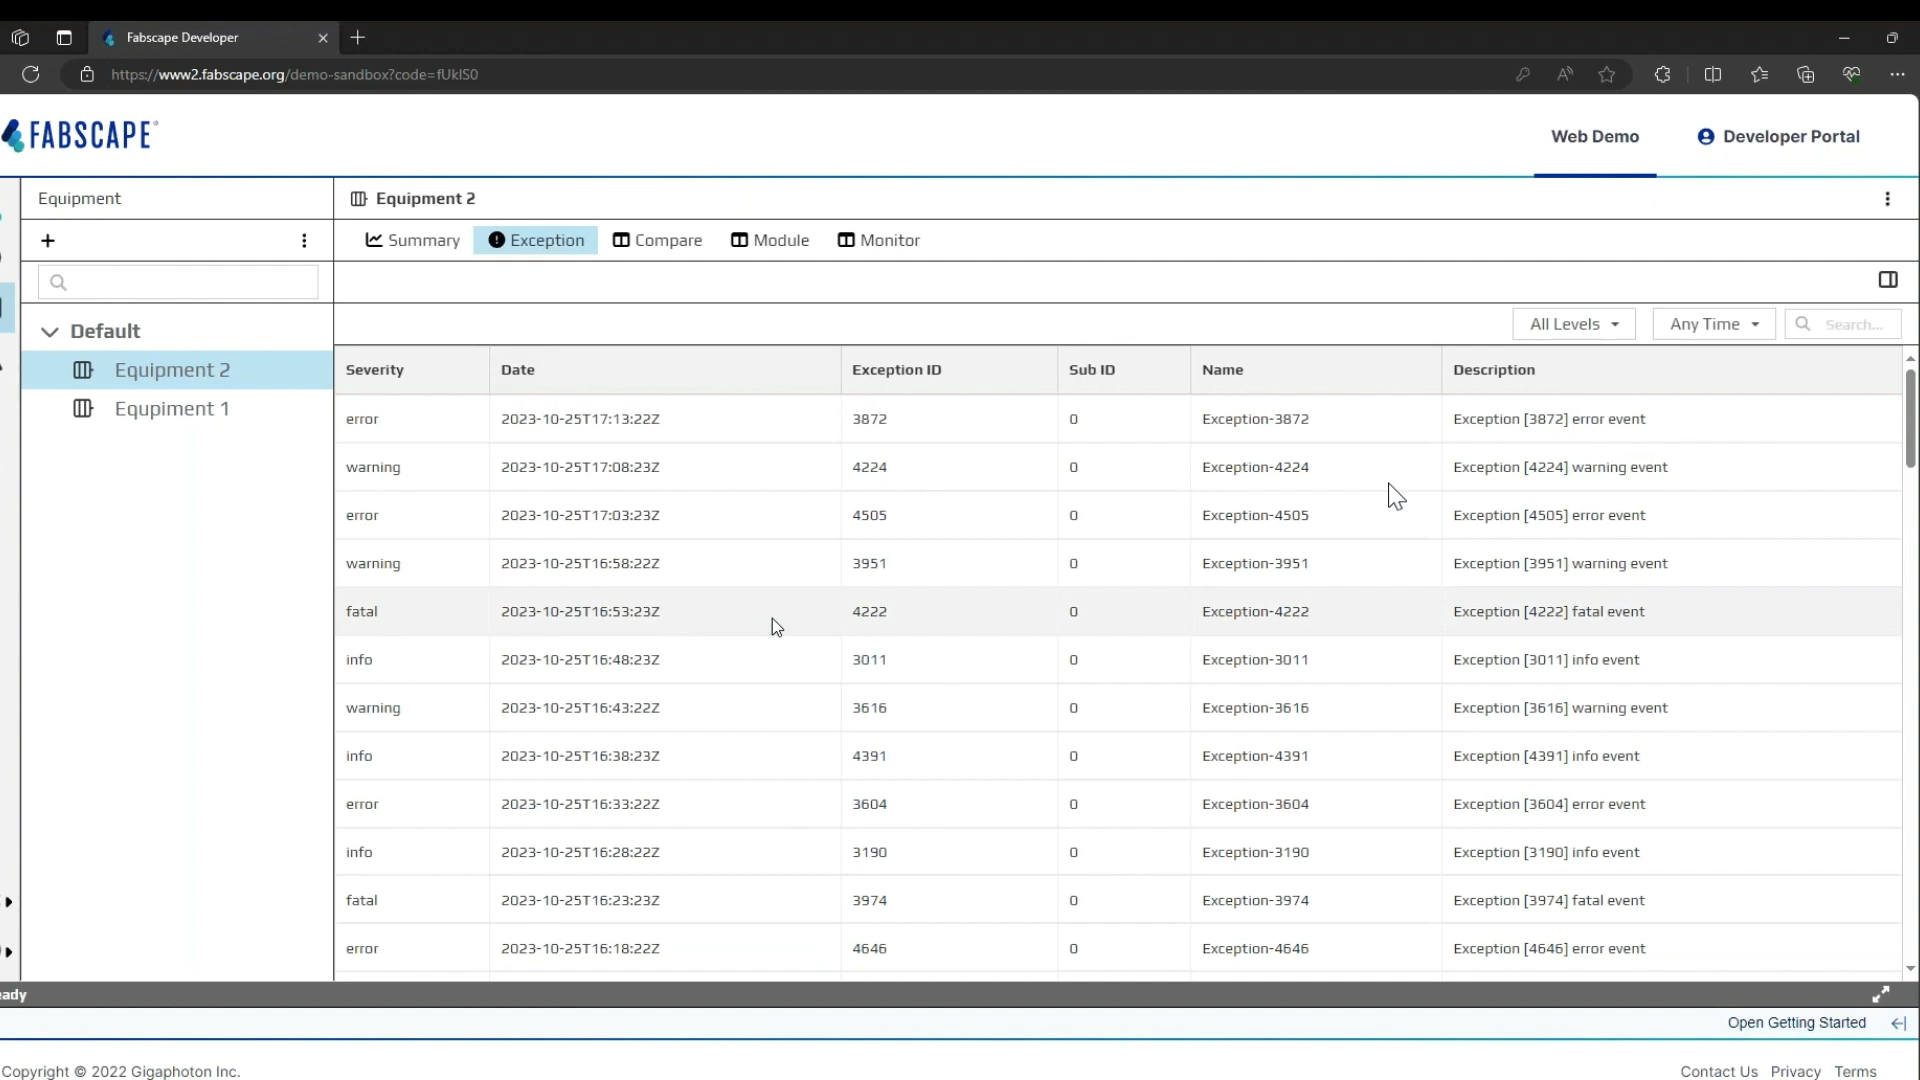 Fabscape Developer
https://www2.fabscape.org/demo-sandbox?code=fUkIS0
FABSCAPE®
Web Demo
Developer Portal
Equipment
Equipment 2
Summary Exception Compare Module Monitor
All Levels Any Time Search...
Default
Equipment 2
Equpiment 1
Severity Date Exception ID Sub ID Name Description
error 2023-10-25T17:13:22Z 3872 0 Exception-3872 Exception [3872] error event
warning 2023-10-25T17:08:23Z 4224 0 Exception-4224 Exception [4224] warning event
error 2023-10-25T17:03:23Z 4505 0 Exception-4505 Exception [4505] error event
warning 2023-10-25T16:58:22Z 3951 0 Exception-3951 Exception [3951] warning event
fatal 2023-10-25T16:53:23Z 4222 0 Exception-4222 Exception [4222] fatal event
info 2023-10-25T16:48:23Z 3011 0 Exception-3011 Exception [3011] info event
warning 2023-10-25T16:43:22Z 3616 0 Exception-3616 Exception [3616] warning event
info 2023-10-25T16:38:23Z 4391 0 Exception-4391 Exception [4391] info event
error 2023-10-25T16:33:22Z 3604 0 Exception-3604 Exception [3604] error event
info 2023-10-25T16:28:22Z 3190 0 Exception-3190 Exception [3190] info event
fatal 2023-10-25T16:23:23Z 3974 0 Exception-3974 Exception [3974] fatal event
error 2023-10-25T16:18:22Z 4646 0 Exception-4646 Exception [4646] error event
eady
Open Getting Started
Copyright © 2022 Gigaphoton Inc.
Contact Us Privacy Terms